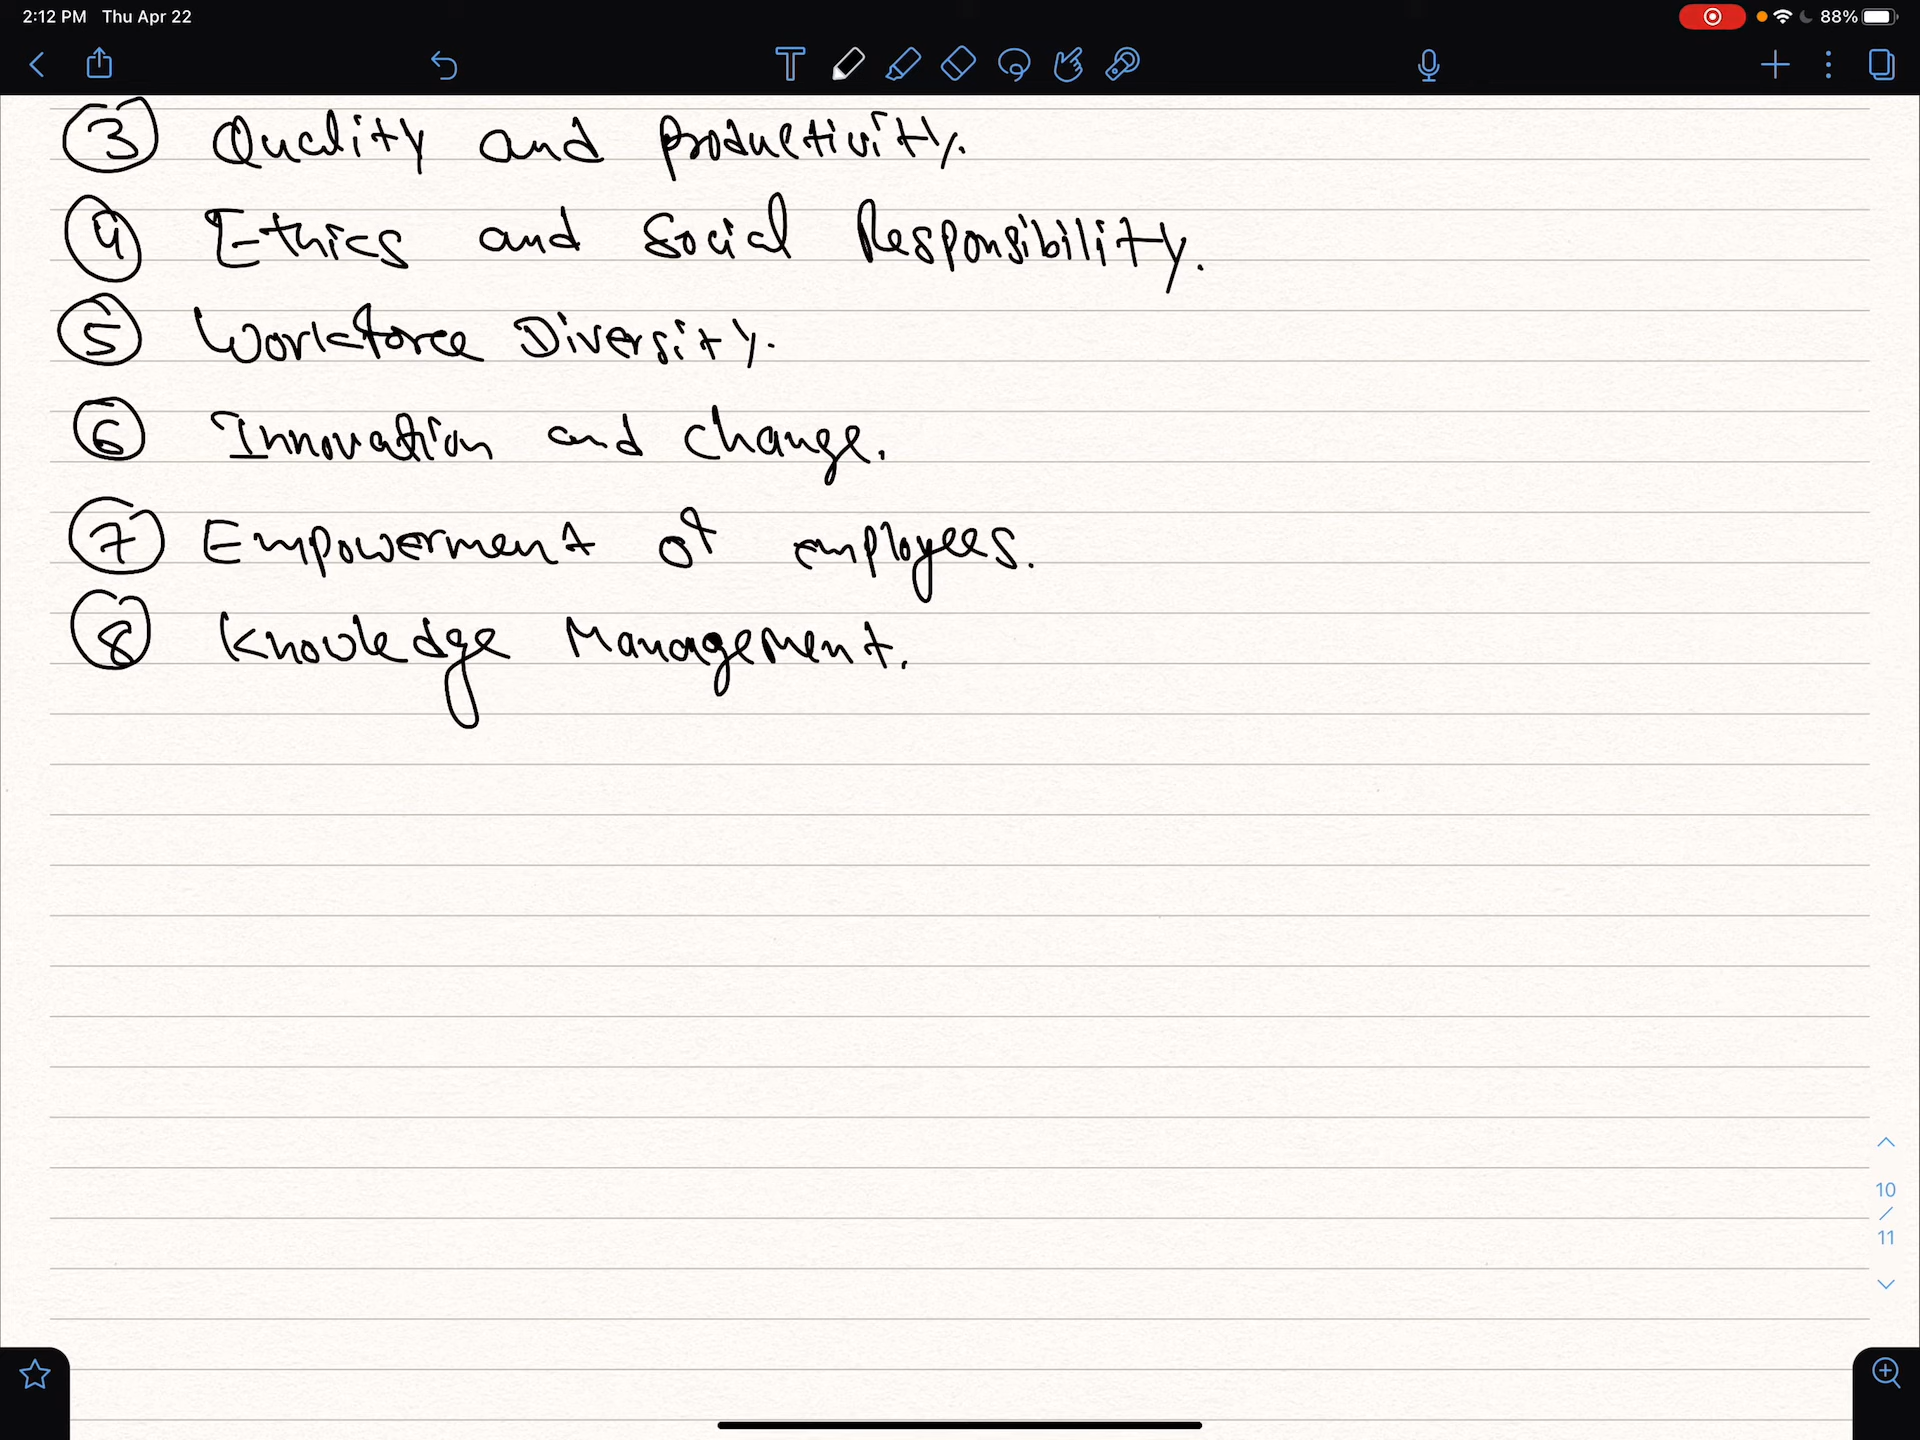 2:12 PM Thu Apr 22 88%
3 Quality and productivity.
4 Ethics and Social Responsibility.
5 Workforce Diversity.
6 Innovation and change.
7 Empowerment of employees.
8 Knowledge Management.
10
/
11